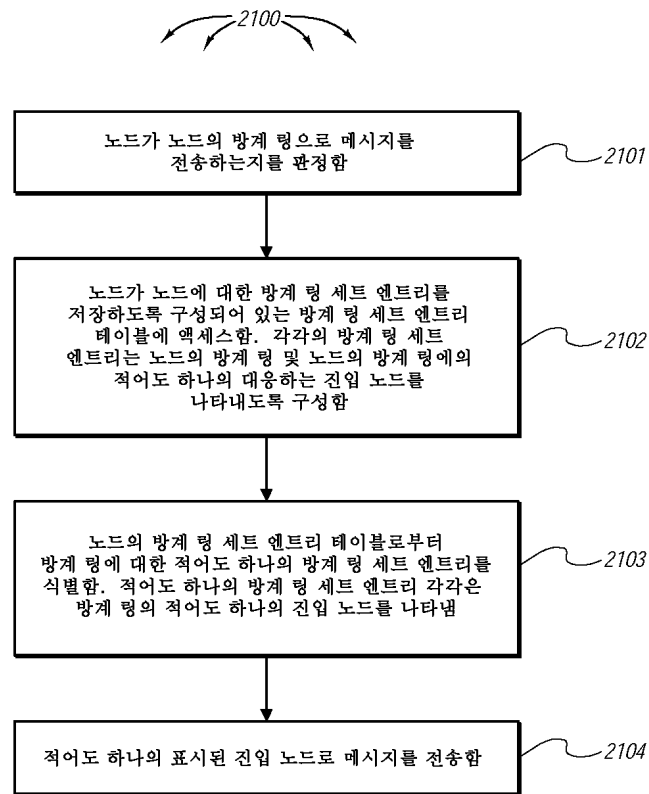 2100
노드가 노드의 방계 링으로 메시지를
전송하는지를 판정함
2101
노드가 노드에 대한 방계 링 세트 엔트리를
저장하도록 구성되어 있는 방계 링 세트 엔트리
테이블에 액세스함. 각각의 방계 링 세트
엔트리는 노드의 방계 링 및 노드의 방계 링에의
적어도 하나의 대응하는 진입 노드를
나타내도록 구성함
2102
노드의 방계 링 세트 엔트리 테이블로부터
방계 링에 대한 적어도 하나의 방계 링 세트 엔트리를
식별함. 적어도 하나의 방계 링 세트 엔트리 각각은
방계 링의 적어도 하나의 진입 노드를 나타냄
2103
적어도 하나의 표시된 진입 노드로 메시지를 전송함
2104